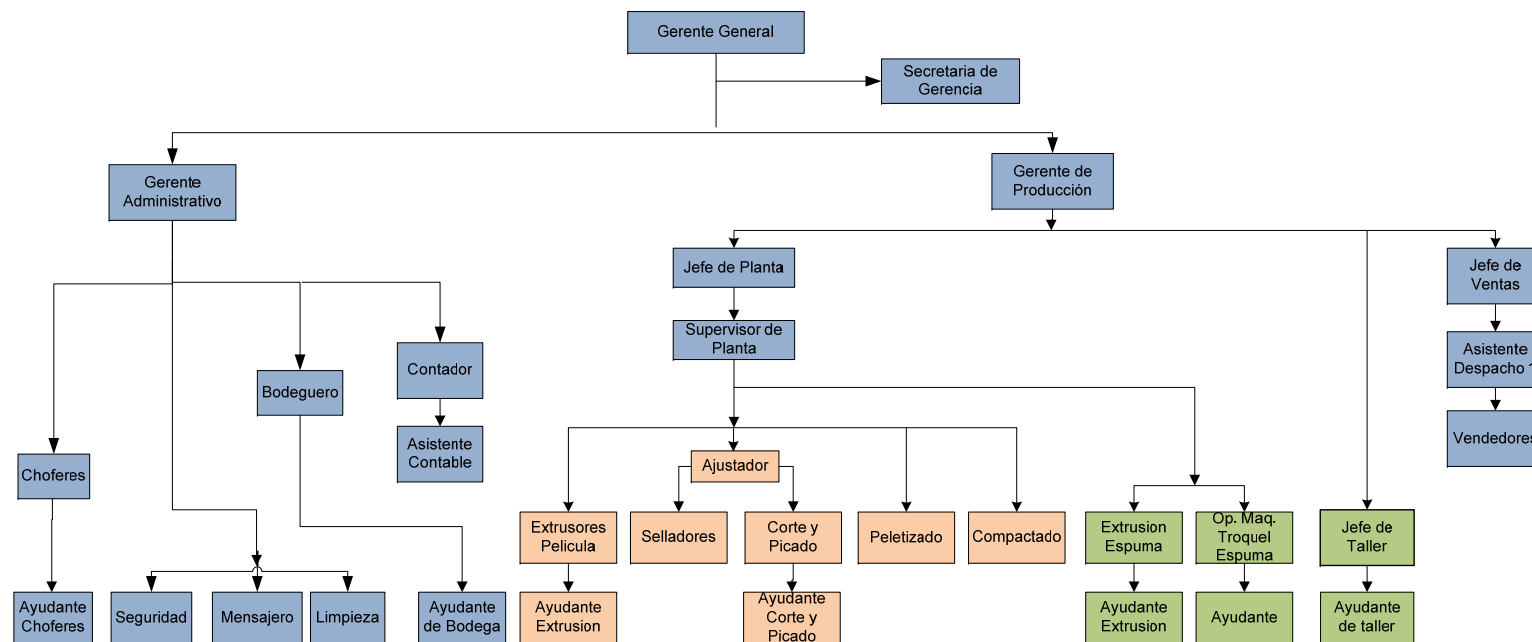 Gerente General
Secretaria de
Gerencia
Gerente
Administrativo
Gerente de
Producción
Jefe de Planta
Jefe de
Ventas
Supervisor de
Planta
Asistente
Despacho 1
Contador
Bodeguero
Vendedores
Asistente
Contable
Ajustador
Choferes
Extrusores
Pelicula
Selladores
Corte y
Picado
Peletizado
Compactado
Extrusion
Espuma
Op. Maq.
Troquel
Espuma
Jefe de
Taller
Ayudante
Choferes
Seguridad
Mensajero
Limpieza
Ayudante
de Bodega
Ayudante
Extrusion
Ayudante
Corte y
Picado
Ayudante
Extrusion
Ayudante
Ayudante
de taller